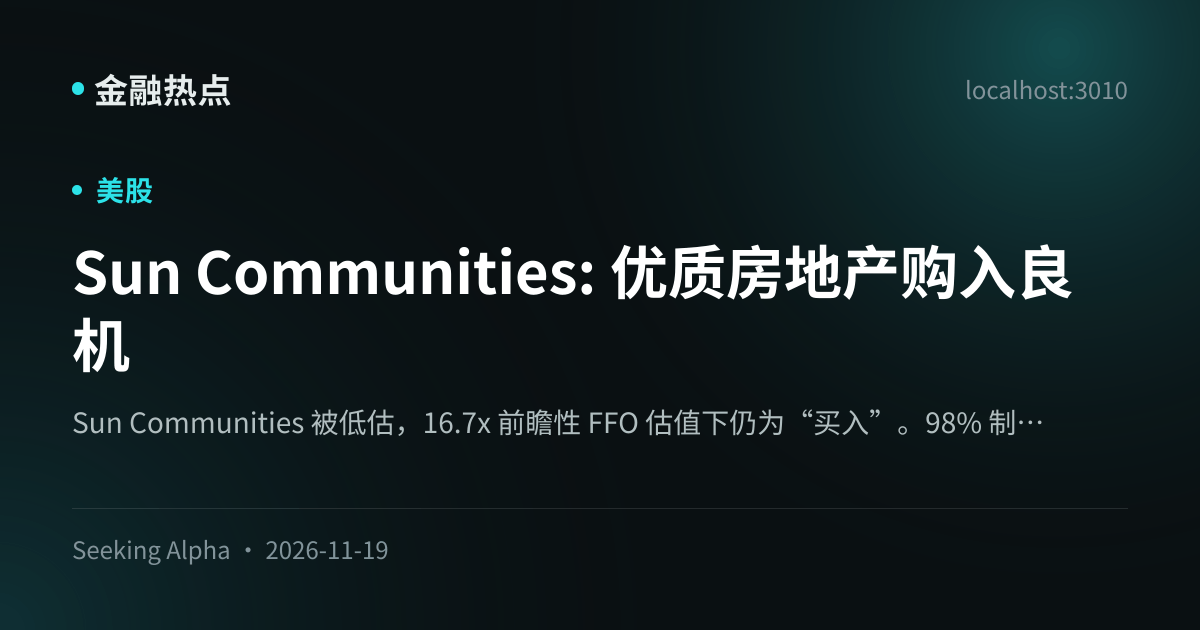 金融热点
localhost:3010
美股
Sun Communities: 优质房地产购入良
机
Sun Communities 被低估，16.7x 前瞻性 FFO 估值下仍为“买入”。98% 制…
Seeking Alpha · 2026-11-19